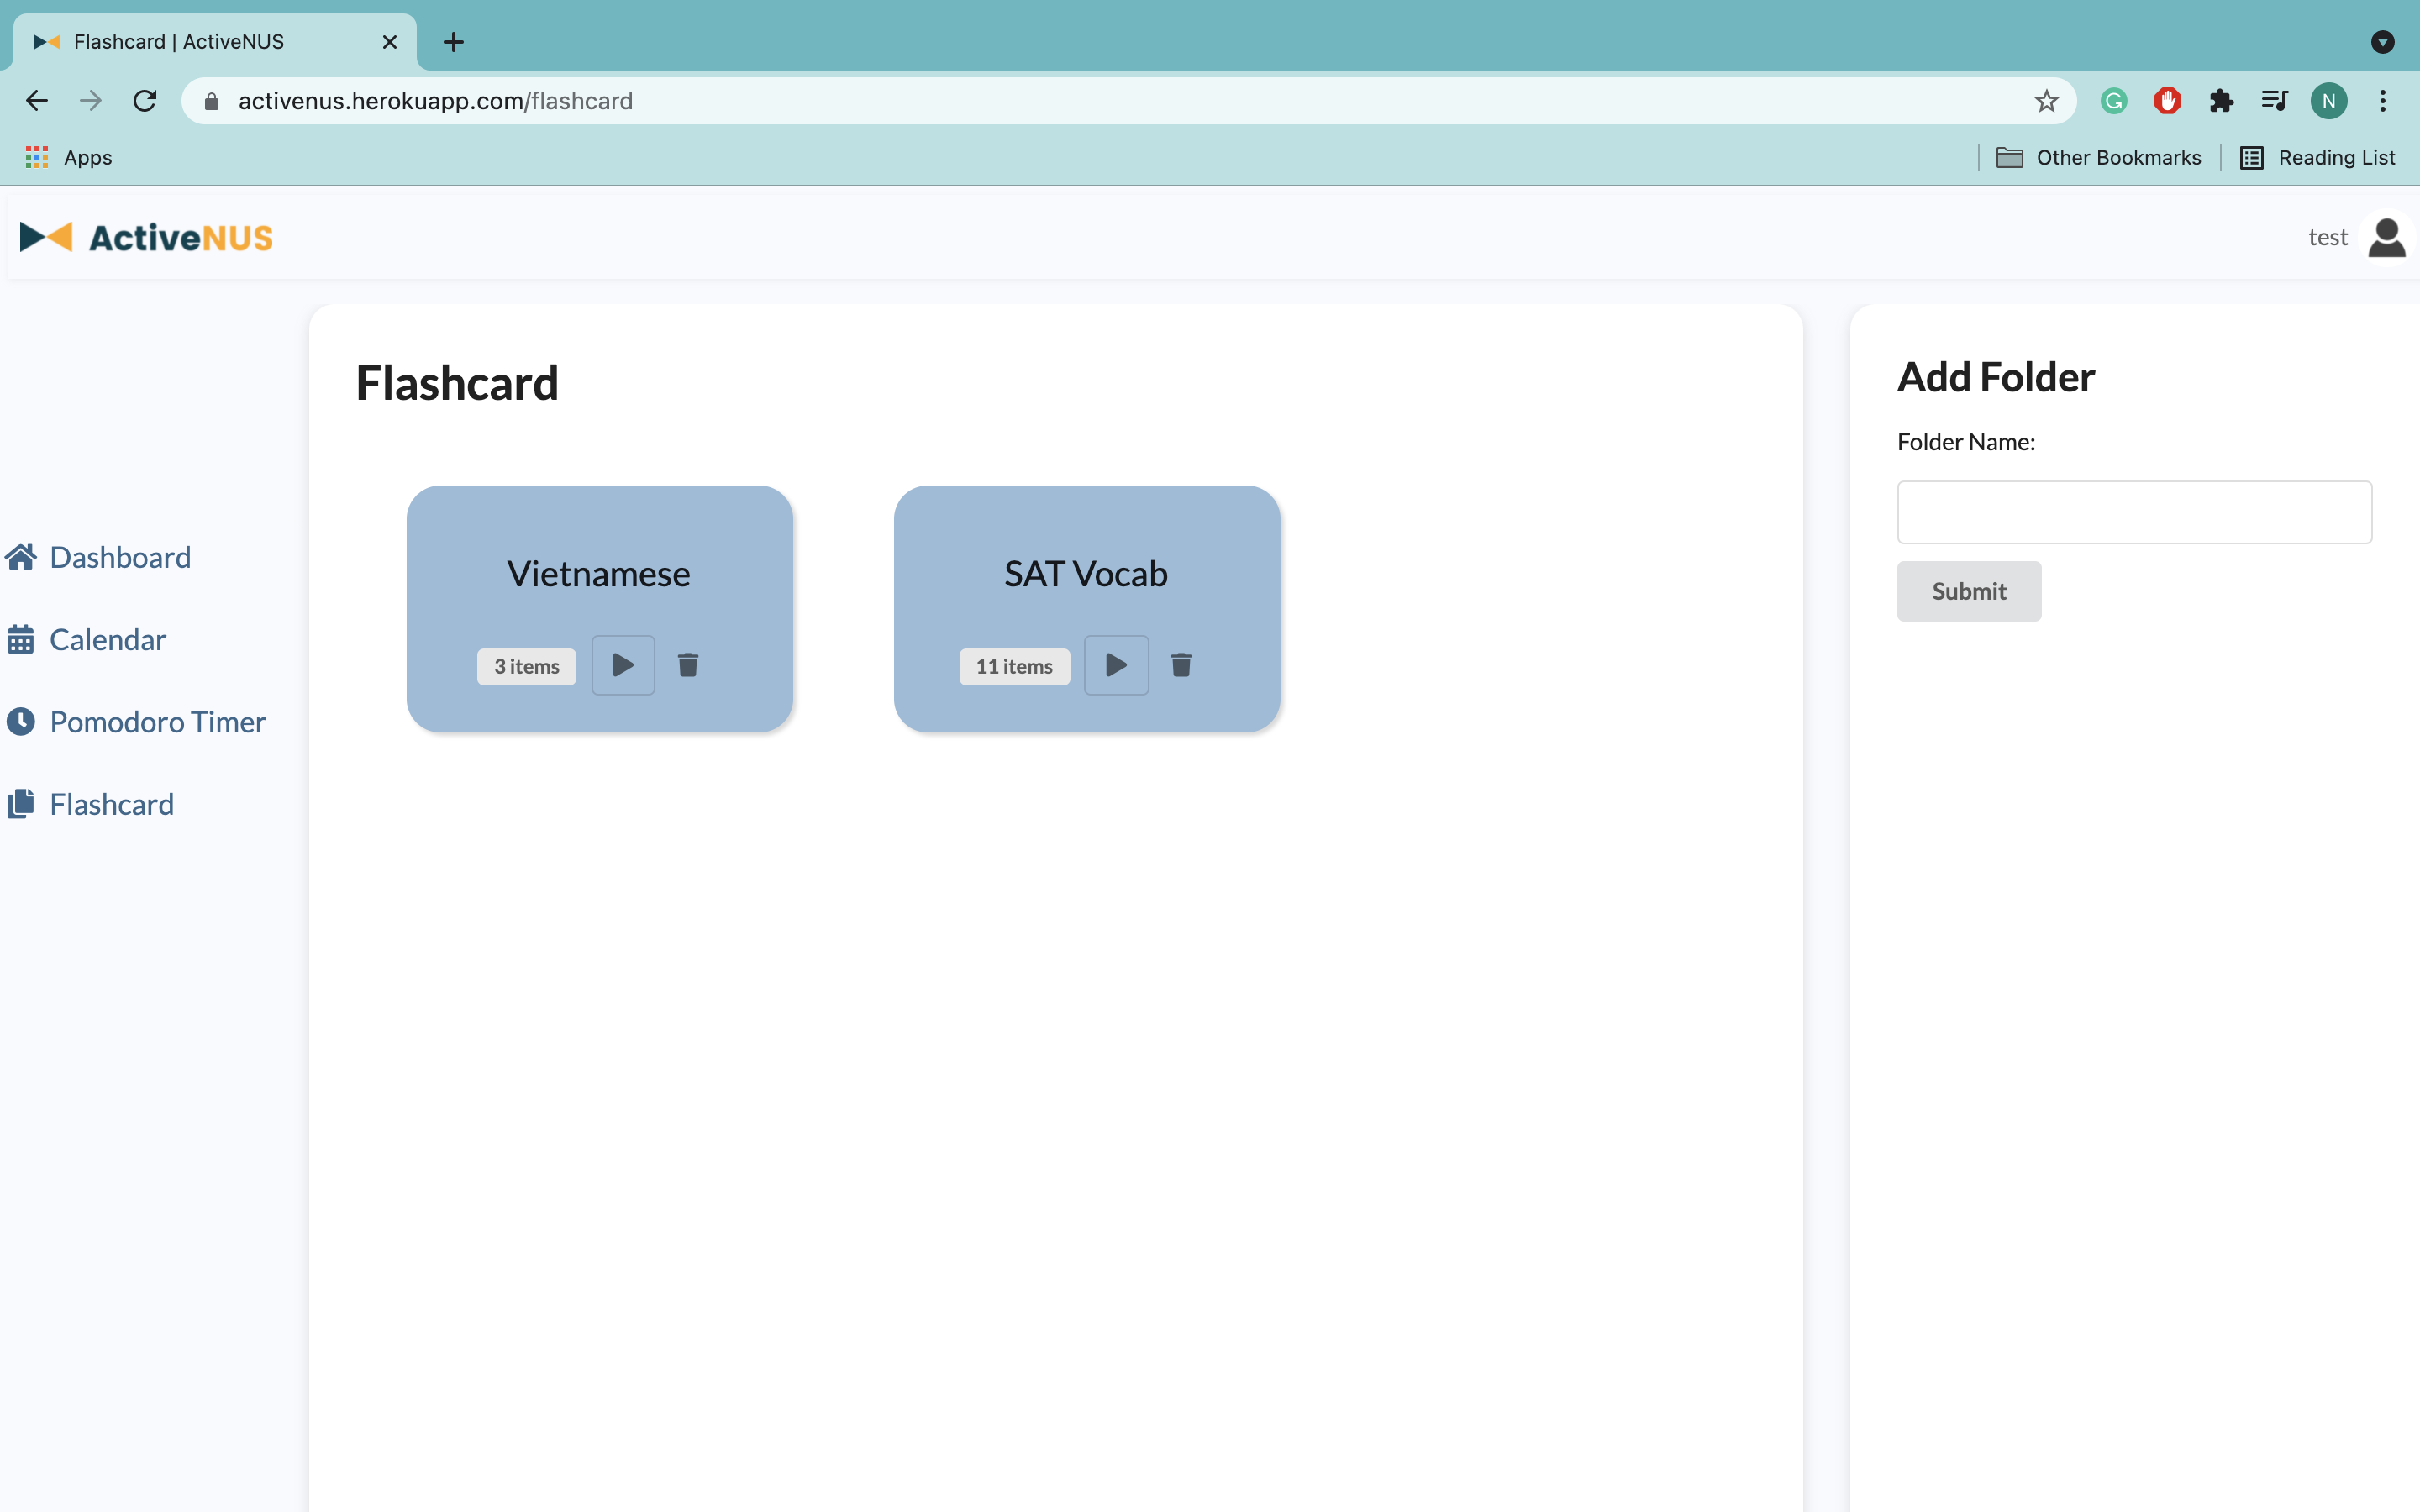 Flashcard | ActiveNUS
activenus.herokuapp.com/flashcard
N
Apps
Other Bookmarks
Reading List
ActiveNUS
test
Dashboard
Calendar
Pomodoro Timer
Flashcard
Flashcard
Vietnamese
3 items
SAT Vocab
11 items
Add Folder
Folder Name:
Submit